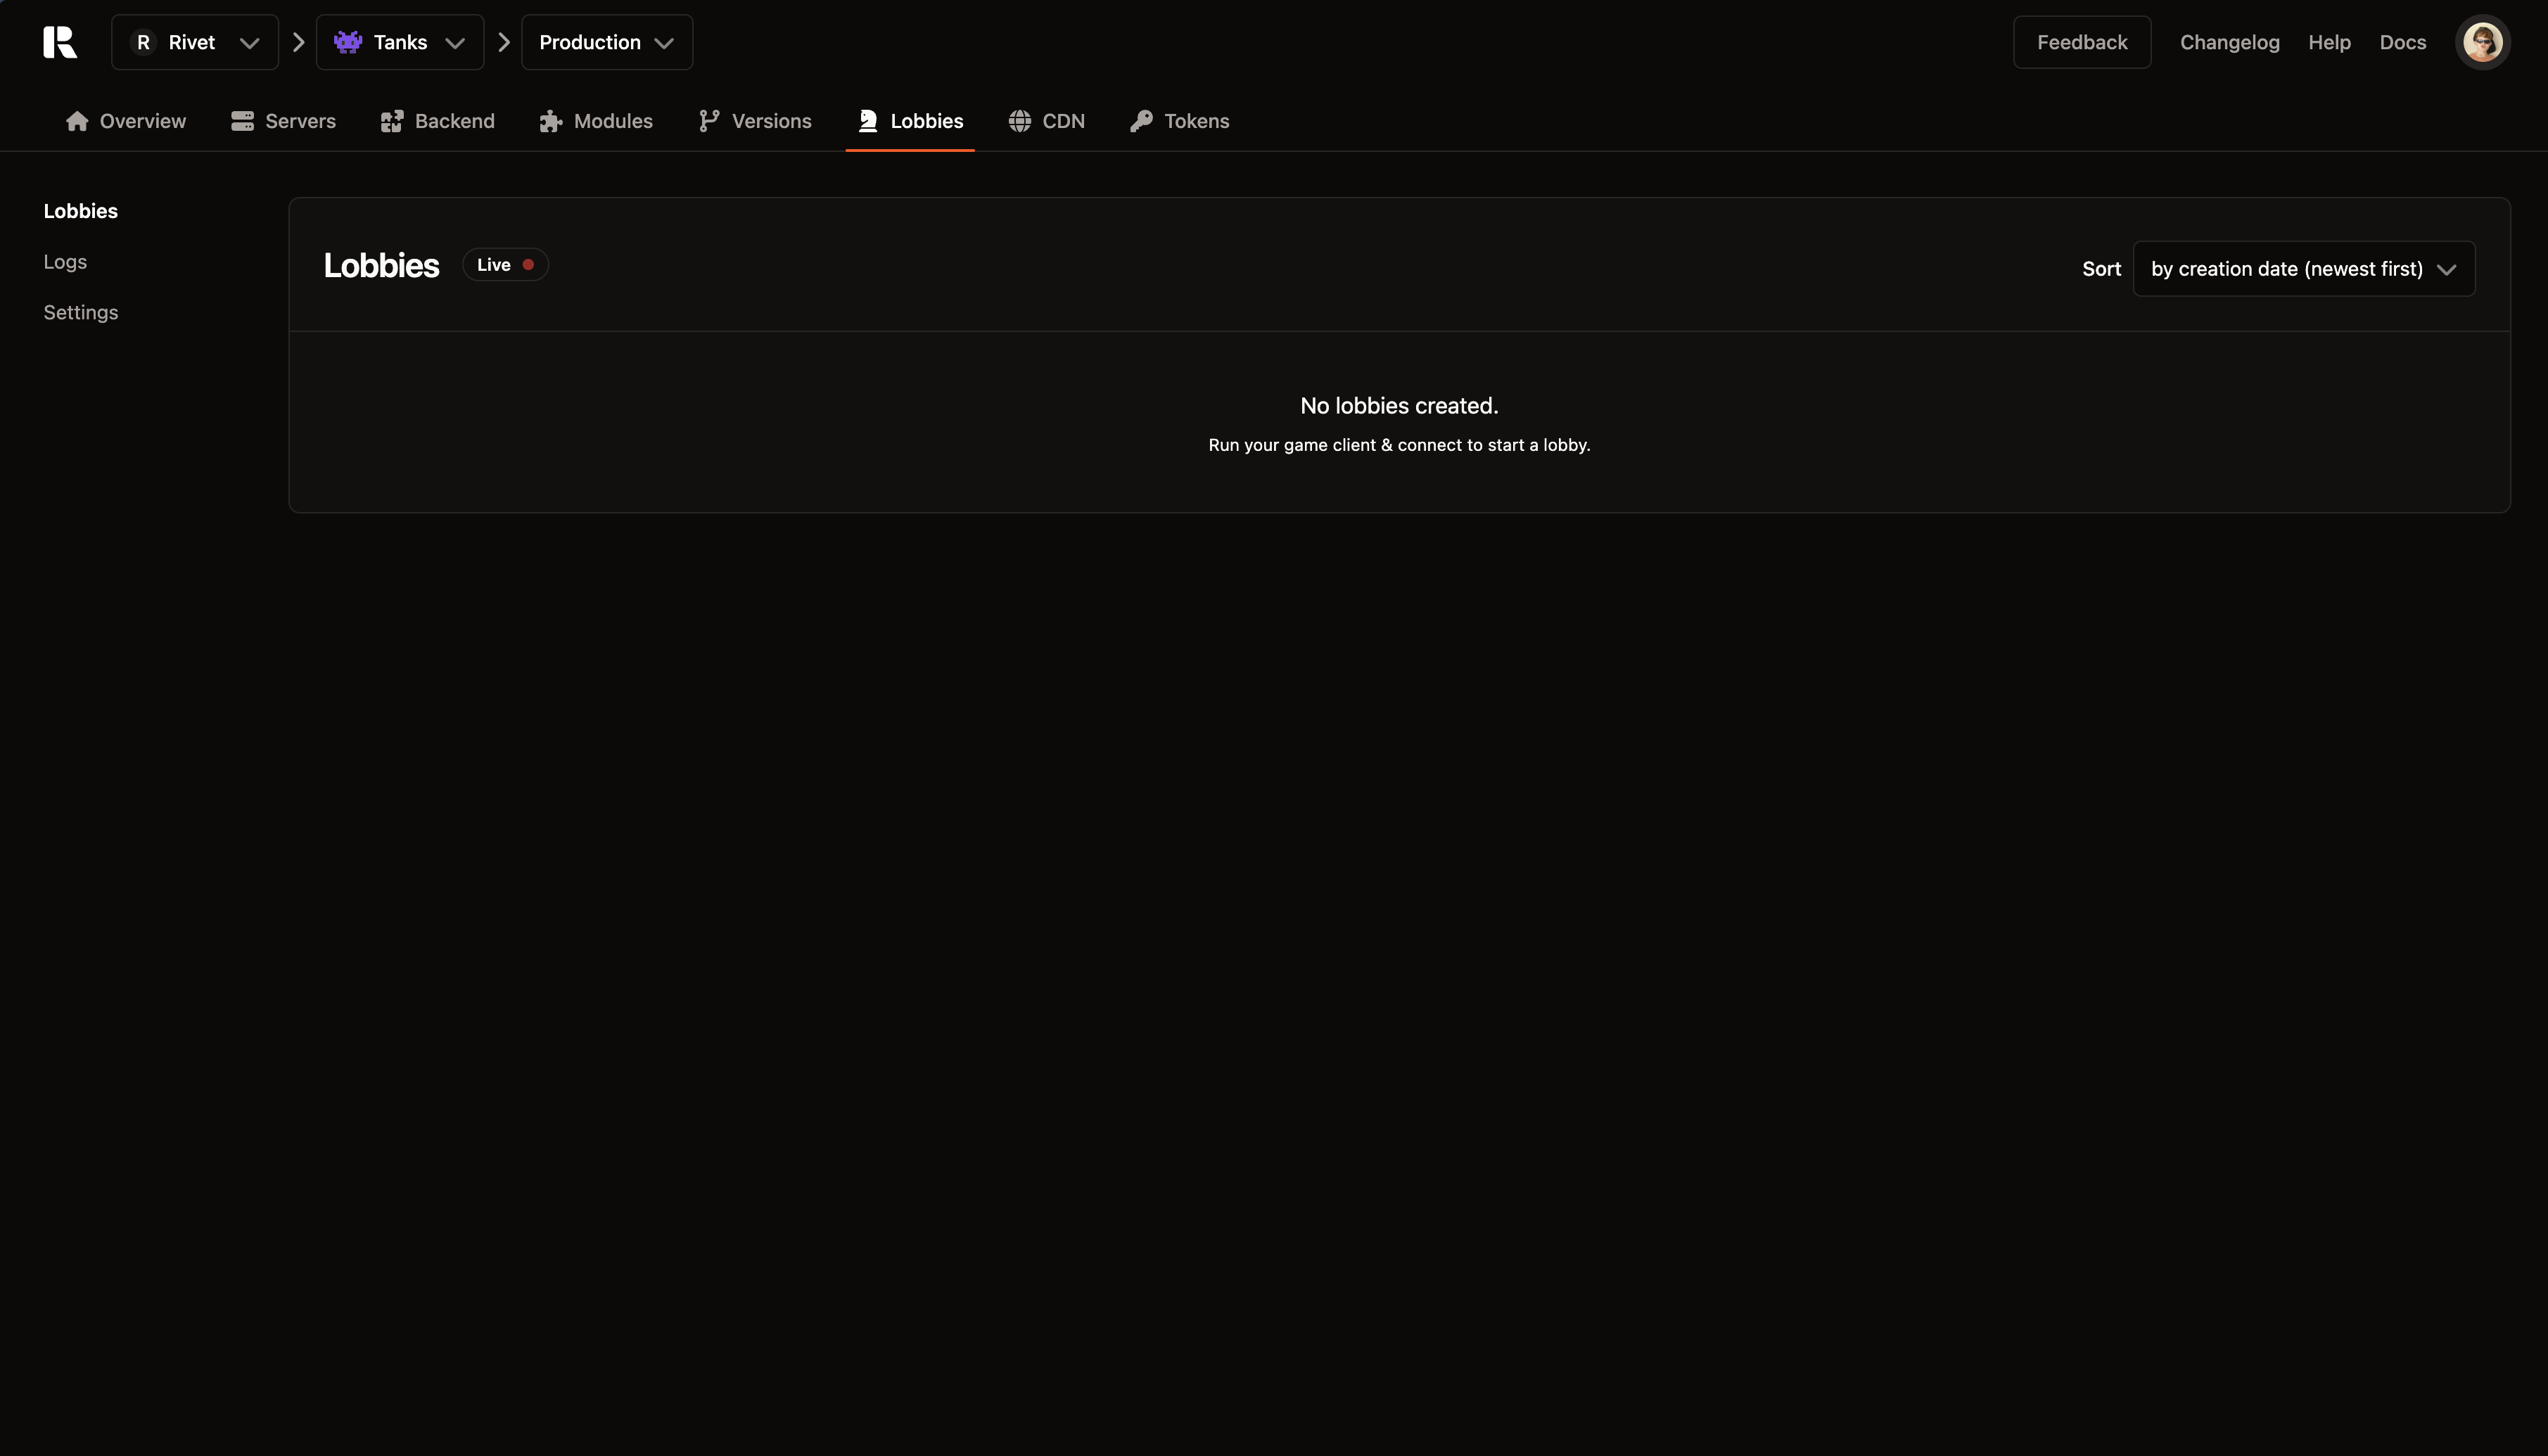 R Rivet Tanks Production Feedback Changelog Help Docs
Overview Servers Backend Modules Versions Lobbies CDN Tokens
Lobbies
Logs
Settings
Lobbies Live Sort by creation date (newest first)
No lobbies created.
Run your game client & connect to start a lobby.